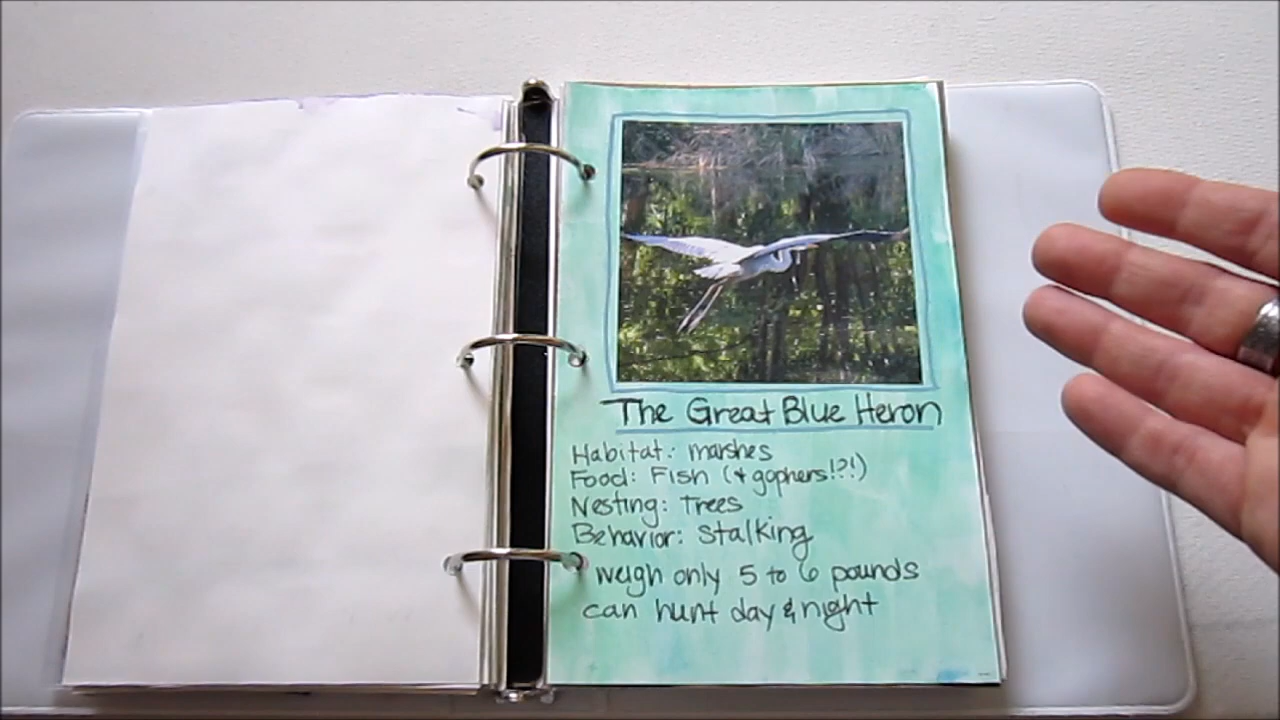 The Great Blue Heron
Habitat: marshes
Food: Fish (& gophers!?!)
Nesting: Trees
Behavior: Stalking
weigh only 5 to 6 pounds
can hunt day & night